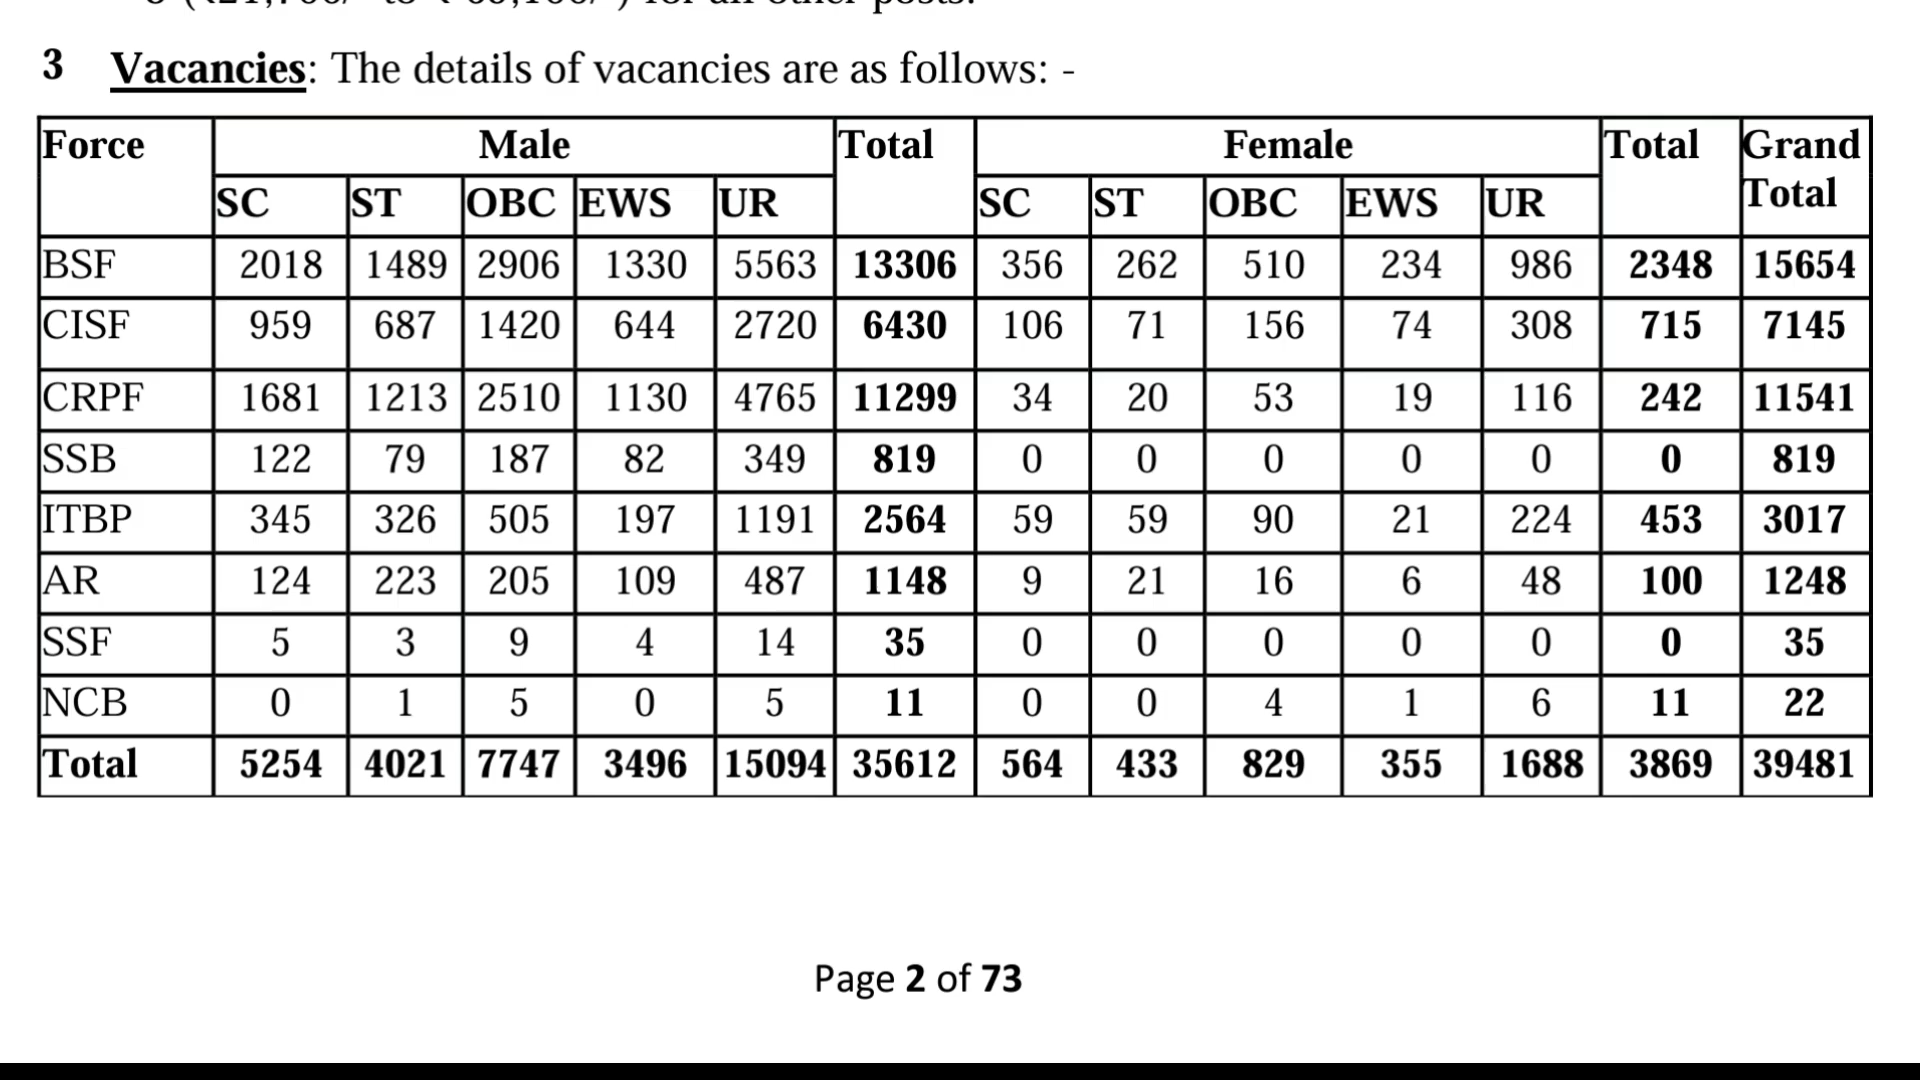 for all other posts.
3 Vacancies: The details of vacancies are as follows: -
Force Male Total Female Total Grand Total
SC ST OBC EWS UR SC ST OBC EWS UR
BSF 2018 1489 2906 1330 5563 13306 356 262 510 234 986 2348 15654
CISF 959 687 1420 644 2720 6430 106 71 156 74 308 715 7145
CRPF 1681 1213 2510 1130 4765 11299 34 20 53 19 116 242 11541
SSB 122 79 187 82 349 819 0 0 0 0 0 0 819
ITBP 345 326 505 197 1191 2564 59 59 90 21 224 453 3017
AR 124 223 205 109 487 1148 9 21 16 6 48 100 1248
SSF 5 3 9 4 14 35 0 0 0 0 0 0 35
NCB 0 1 5 0 5 11 0 0 4 1 6 11 22
Total 5254 4021 7747 3496 15094 35612 564 433 829 355 1688 3869 39481
Page 2 of 73